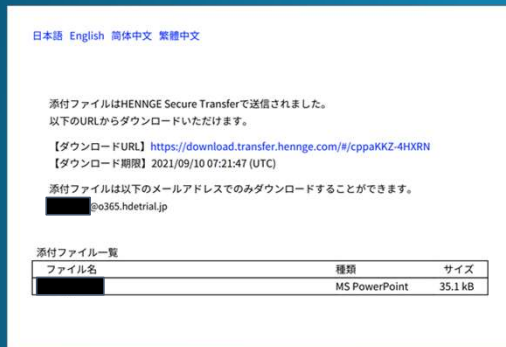 日本語 English 简体中文 繁體中文
添付ファイルはHENNGE Secure Transferで送信されました。
以下のURLからダウンロードいただけます。
【ダウンロードURL】https://download.transfer.hennge.com/#/cppaKKZ-4HXRN
【ダウンロード期限】2021/09/10 07:21:47 (UTC)
添付ファイルは以下のメールアドレスでのみダウンロードすることができます。
@o365.hdetrial.jp
添付ファイル一覧
ファイル名 種類 サイズ
MS PowerPoint 35.1 kB